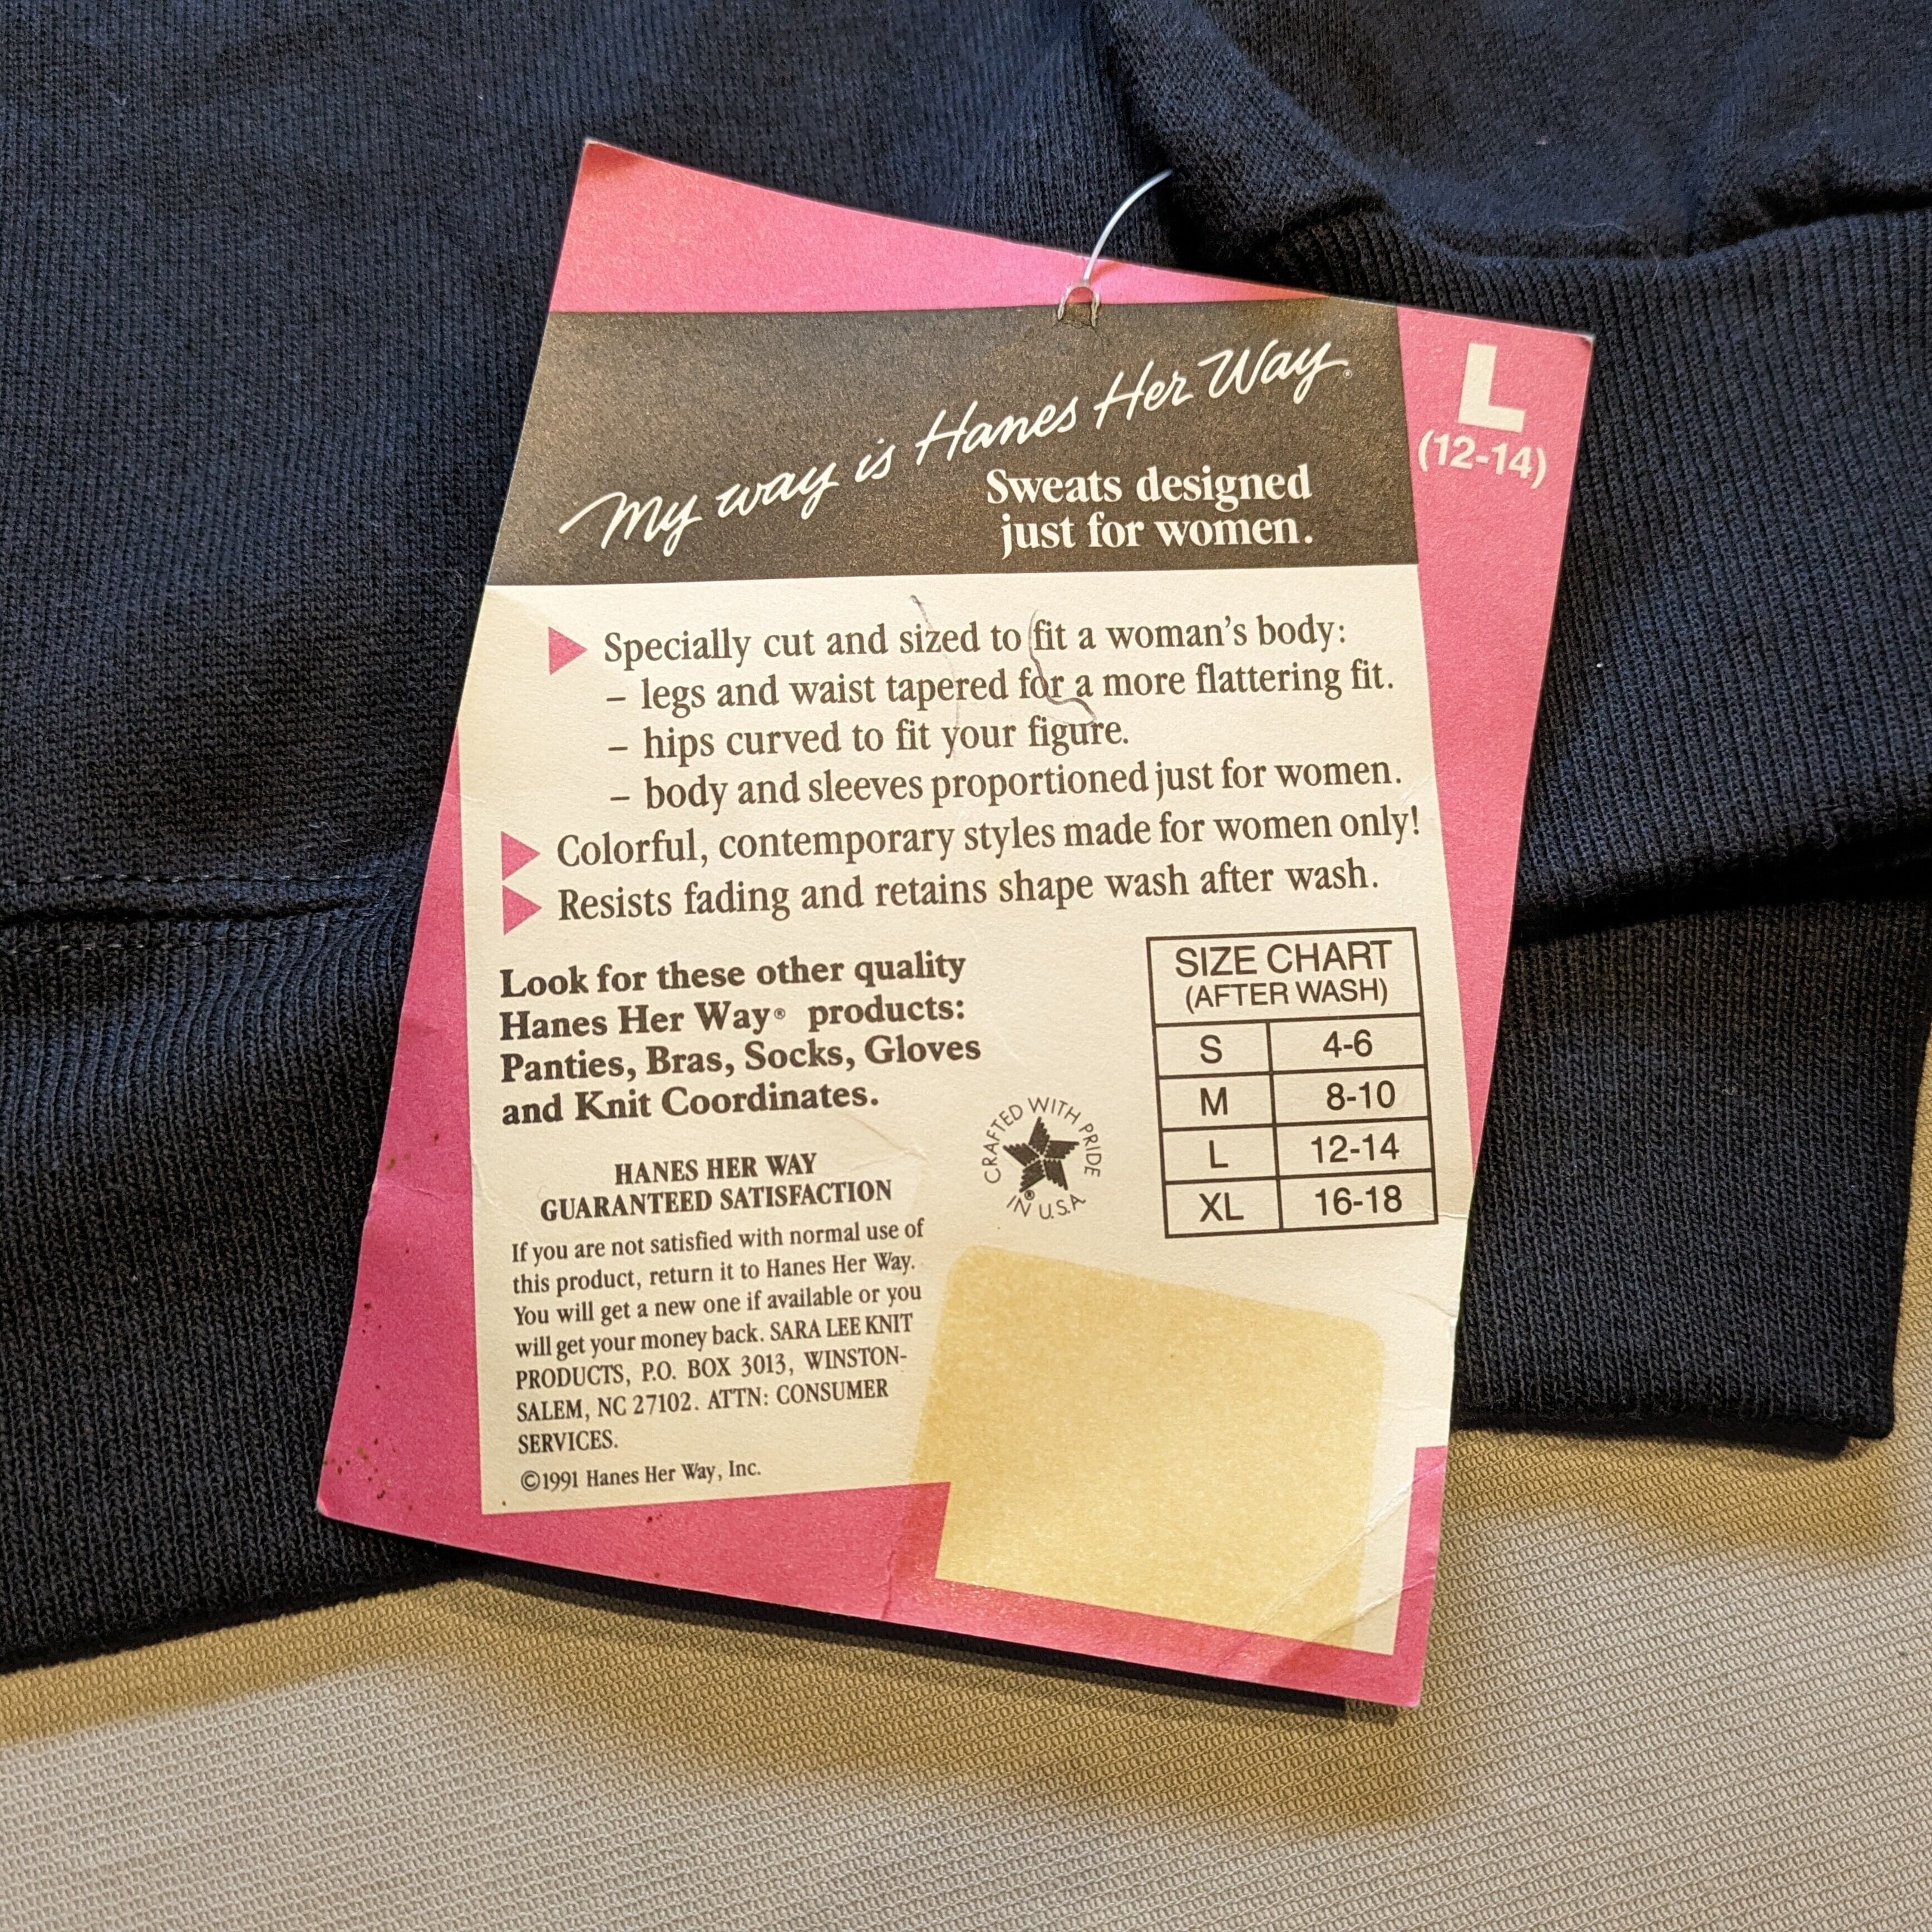 My way is Hanes Her Way®
Sweats designed
just for women.
L
(12-14)
Specially cut and sized to fit a woman's body:
– legs and waist tapered for a more flattering fit.
– hips curved to fit your figure.
– body and sleeves proportioned just for women.
Colorful, contemporary styles made for women only!
Resists fading and retains shape wash after wash.
Look for these other quality
Hanes Her Way® products:
Panties, Bras, Socks, Gloves
and Knit Coordinates.
SIZE CHART
(AFTER WASH)
S 4-6
M 8-10
L 12-14
XL 16-18
CRAFTED WITH PRIDE
IN U.S.A.
®
HANES HER WAY
GUARANTEED SATISFACTION
If you are not satisfied with normal use of
this product, return it to Hanes Her Way.
You will get a new one if available or you
will get your money back. SARA LEE KNIT
PRODUCTS, P.O. BOX 3013, WINSTON-
SALEM, NC 27102. ATTN: CONSUMER
SERVICES.
©1991 Hanes Her Way, Inc.